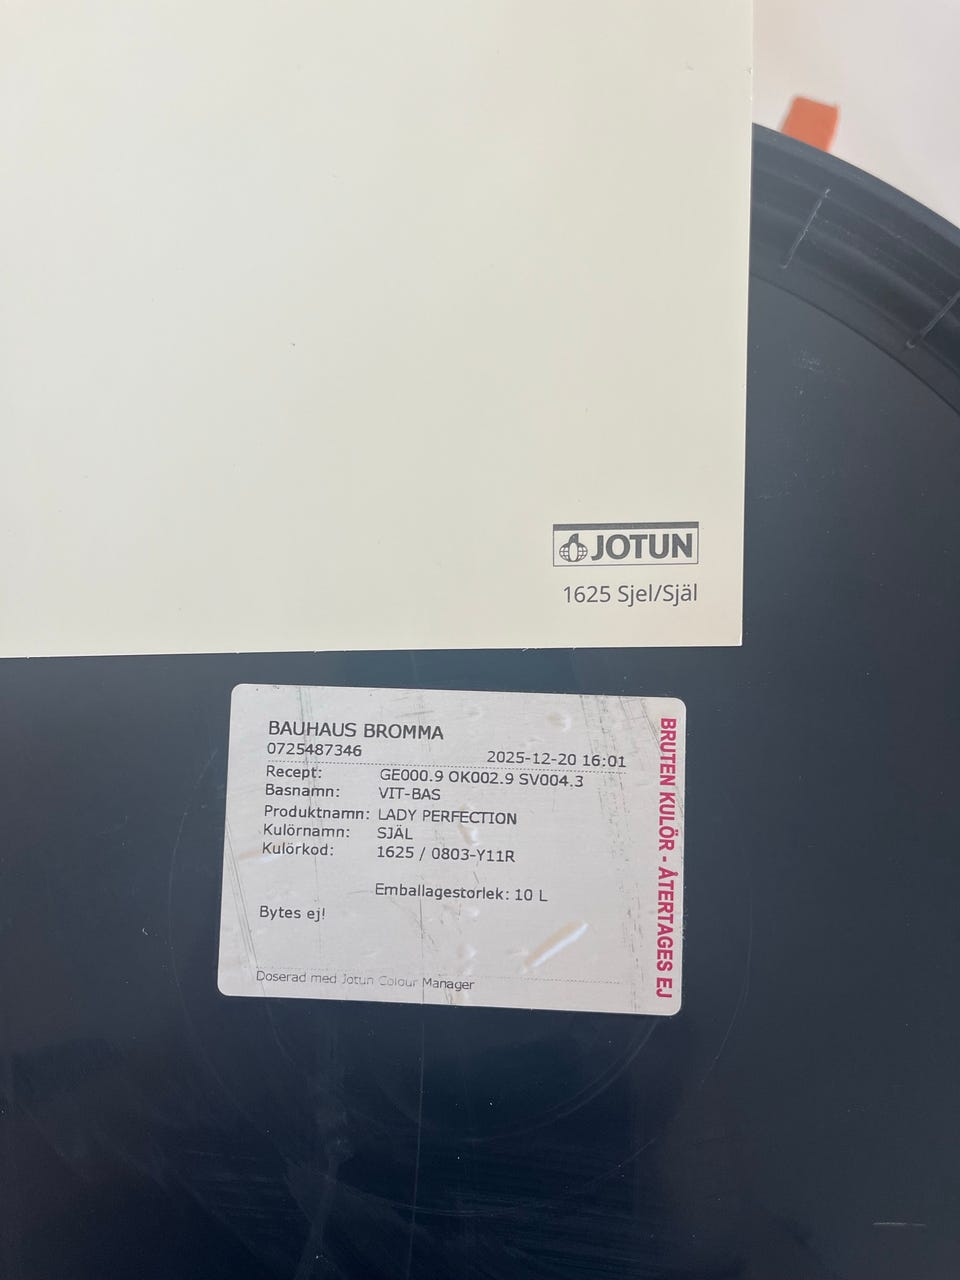 JOTUN
1625 Sjel/Själ
BAUHAUS BROMMA
0725487346
2025-12-20 16:01
Recept: GE000.9 OK002.9 SV004.3
Basnamn: VIT-BAS
Produktnamn: LADY PERFECTION
Kulörnamn: SJÄL
Kulörkod: 1625 / 0803-Y11R
Emballagestorlek: 10 L
Bytes ej!
Doserad med Jotun Colour Manager
BRUTEN KULÖR - ÅTERTAGES EJ